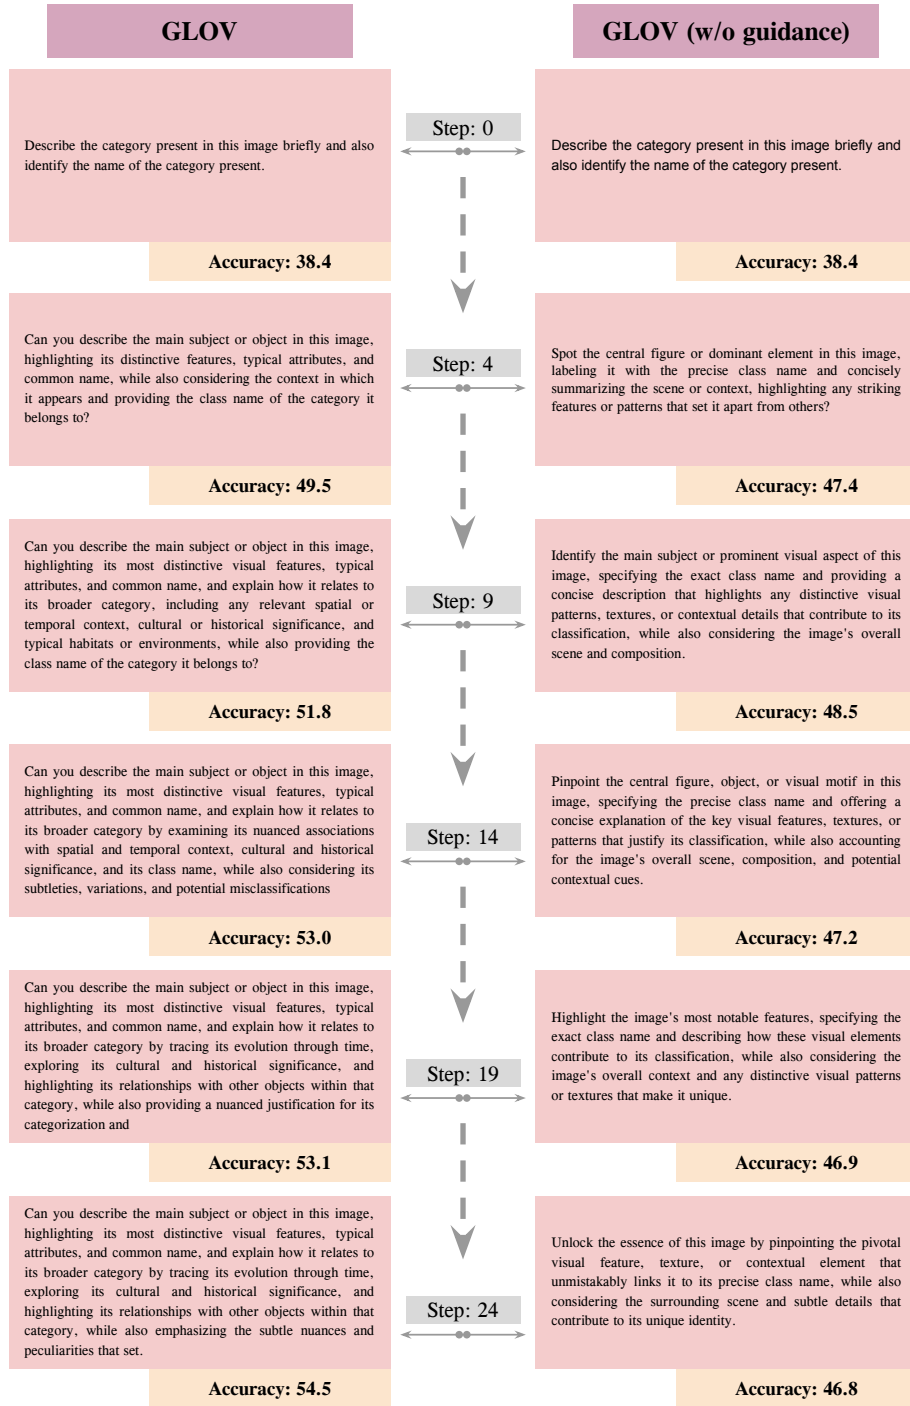 GLOV
GLOV (w/o guidance)
Step: 0
Describe the category present in this image briefly and also
identify the name of the category present.
Accuracy: 38.4
Describe the category present in this image briefly and
also identify the name of the category present.
Accuracy: 38.4
Step: 4
Can you describe the main subject or object in this image,
highlighting its distinctive features, typical attributes, and
common name, while also considering the context in which
it appears and providing the class name of the category it
belongs to?
Accuracy: 49.5
Spot the central figure or dominant element in this image,
labeling it with the precise class name and concisely
summarizing the scene or context, highlighting any striking
features or patterns that set it apart from others?
Accuracy: 47.4
Step: 9
Can you describe the main subject or object in this image,
highlighting its most distinctive visual features, typical
attributes, and common name, and explain how it relates to
its broader category, including any relevant spatial or
temporal context, cultural or historical significance, and
typical habitats or environments, while also providing the
class name of the category it belongs to?
Accuracy: 51.8
Identify the main subject or prominent visual aspect of this
image, specifying the exact class name and providing a
concise description that highlights any distinctive visual
patterns, textures, or contextual details that contribute to its
classification, while also considering the image's overall
scene and composition.
Accuracy: 48.5
Step: 14
Can you describe the main subject or object in this image,
highlighting its most distinctive visual features, typical
attributes, and common name, and explain how it relates to
its broader category by examining its nuanced associations
with spatial and temporal context, cultural and historical
significance, and its class name, while also considering its
subtleties, variations, and potential misclassifications
Accuracy: 53.0
Pinpoint the central figure, object, or visual motif in this
image, specifying the precise class name and offering a
concise explanation of the key visual features, textures, or
patterns that justify its classification, while also accounting
for the image's overall scene, composition, and potential
contextual cues.
Accuracy: 47.2
Step: 19
Can you describe the main subject or object in this image,
highlighting its most distinctive visual features, typical
attributes, and common name, and explain how it relates to
its broader category by tracing its evolution through time,
exploring its cultural and historical significance, and
highlighting its relationships with other objects within that
category, while also providing a nuanced justification for its
categorization and
Accuracy: 53.1
Highlight the image's most notable features, specifying the
exact class name and describing how these visual elements
contribute to its classification, while also considering the
image's overall context and any distinctive visual patterns
or textures that make it unique.
Accuracy: 46.9
Step: 24
Can you describe the main subject or object in this image,
highlighting its most distinctive visual features, typical
attributes, and common name, and explain how it relates to
its broader category by tracing its evolution through time,
exploring its cultural and historical significance, and
highlighting its relationships with other objects within that
category, while also emphasizing the subtle nuances and
peculiarities that set.
Accuracy: 54.5
Unlock the essence of this image by pinpointing the pivotal
visual feature, texture, or contextual element that
unmistakably links it to its precise class name, while also
considering the surrounding scene and subtle details that
contribute to its unique identity.
Accuracy: 46.8